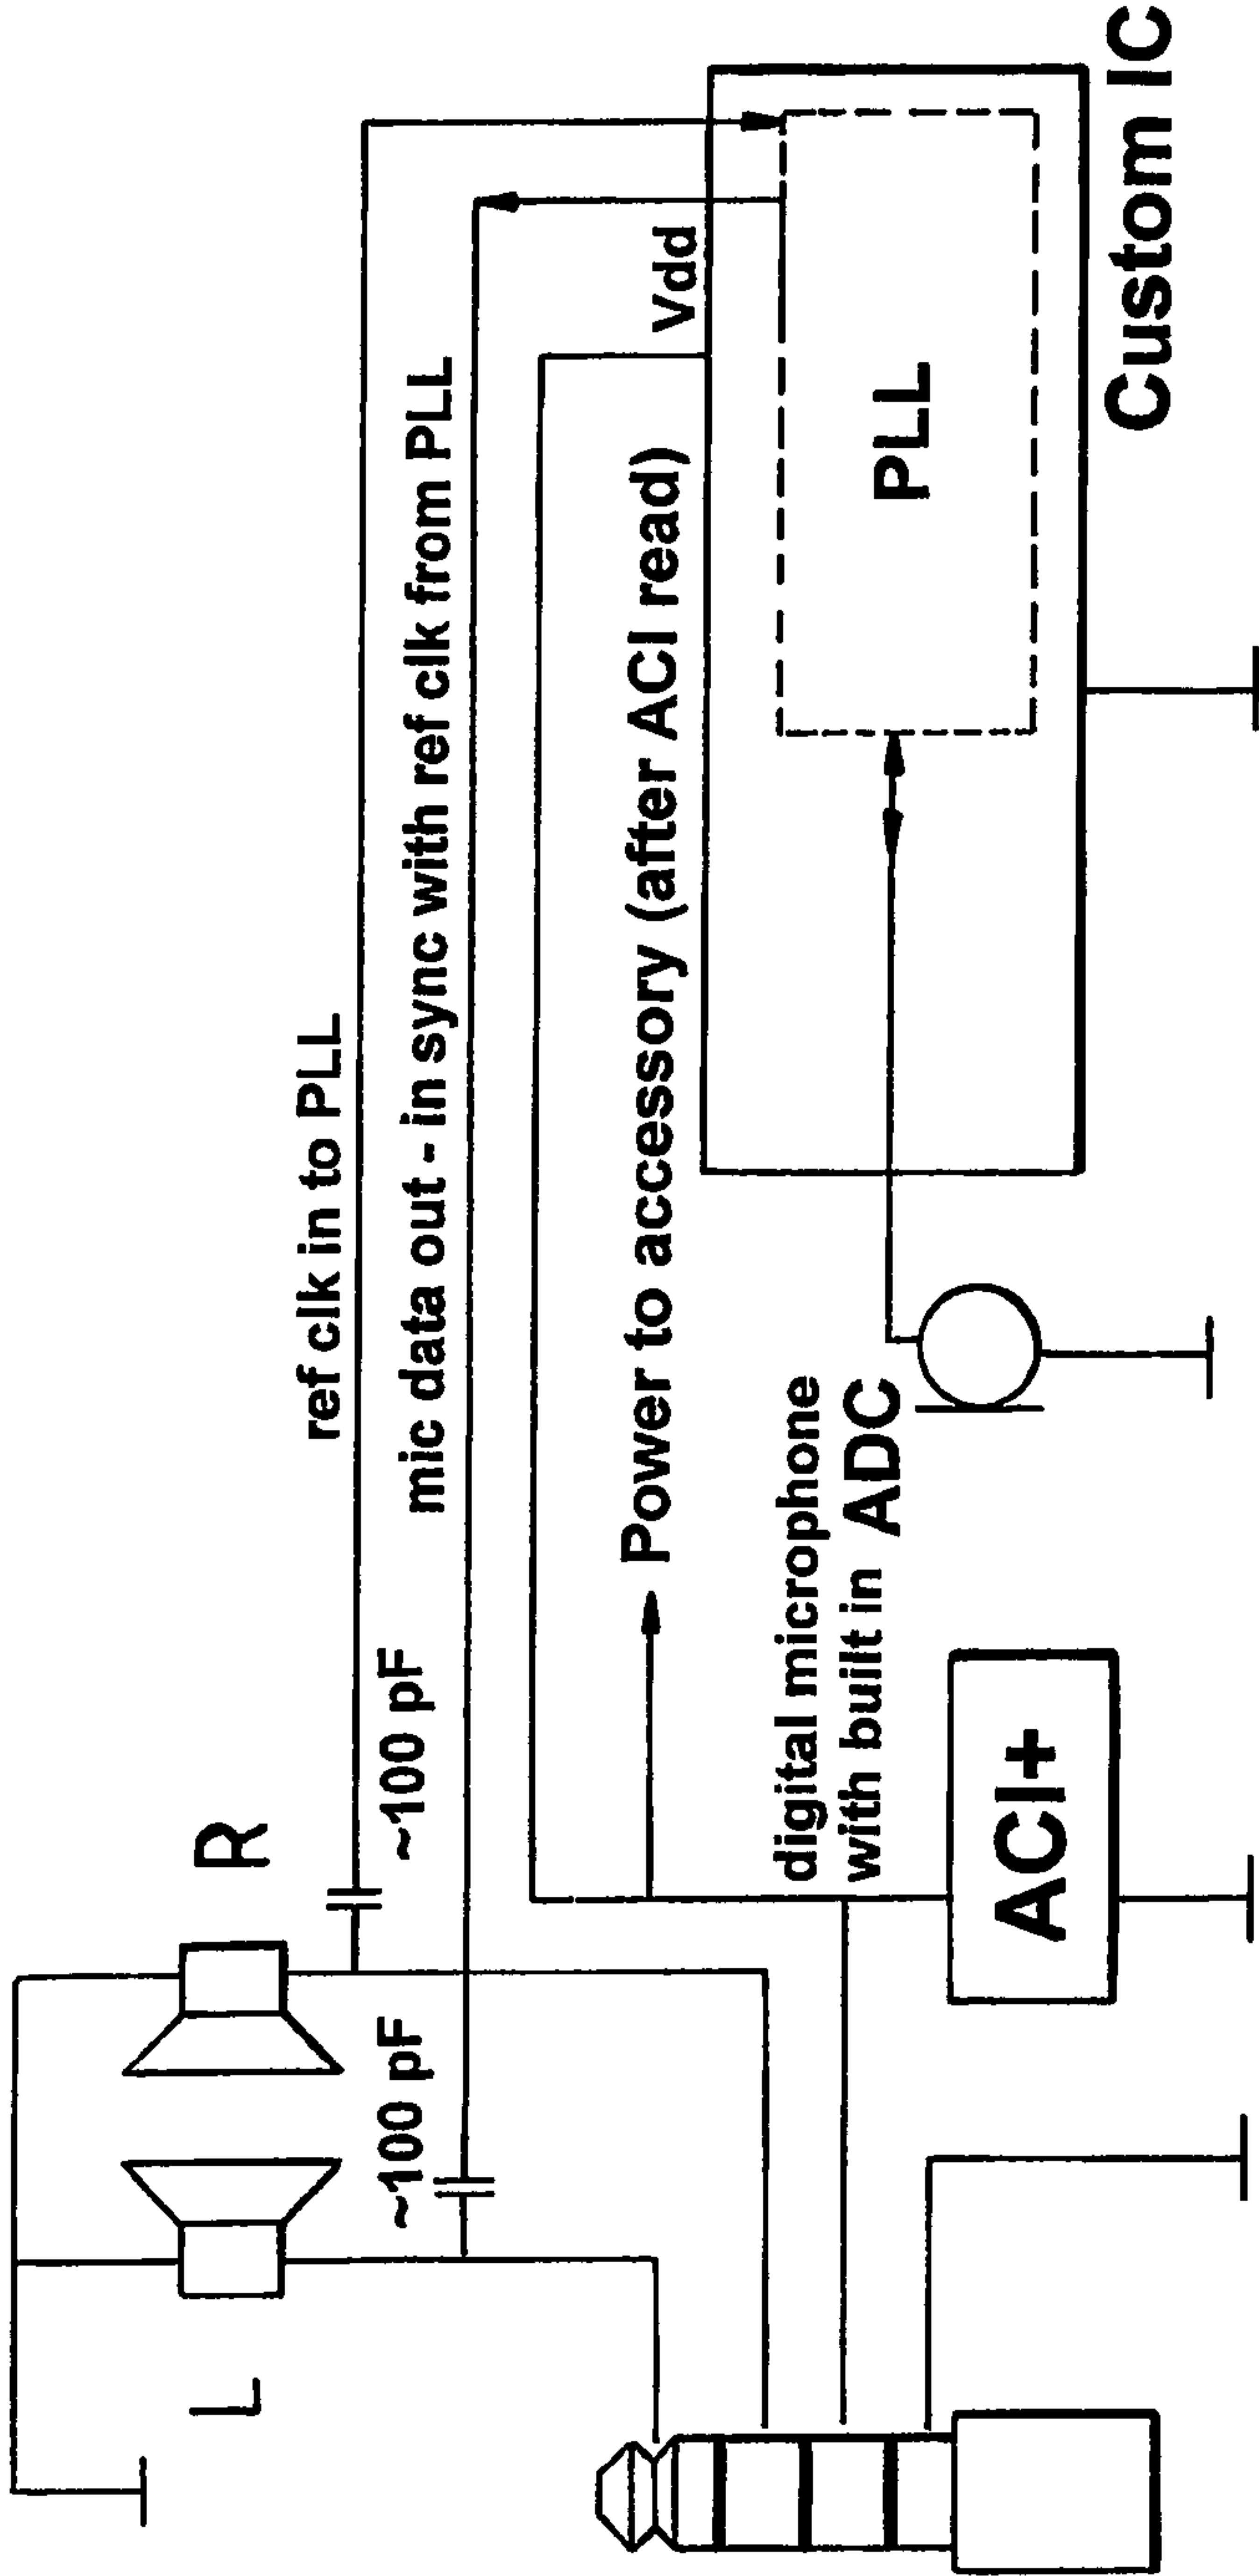 L
R
~100 pF
~100 pF
ref clk in to PLL
mic data out - in sync with ref clk from PLL
Vdd
Power to accessory (after ACI read)
digital microphone
with built in ADC
ACI+
PLL
Custom IC